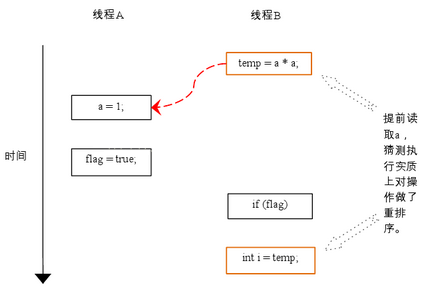 线程A
线程B
temp = a * a;
a = 1;
flag = true;
时间
if (flag)
int i = temp;
提前读
取a，
猜测执
行实质
上对操
作做了
重排
序。